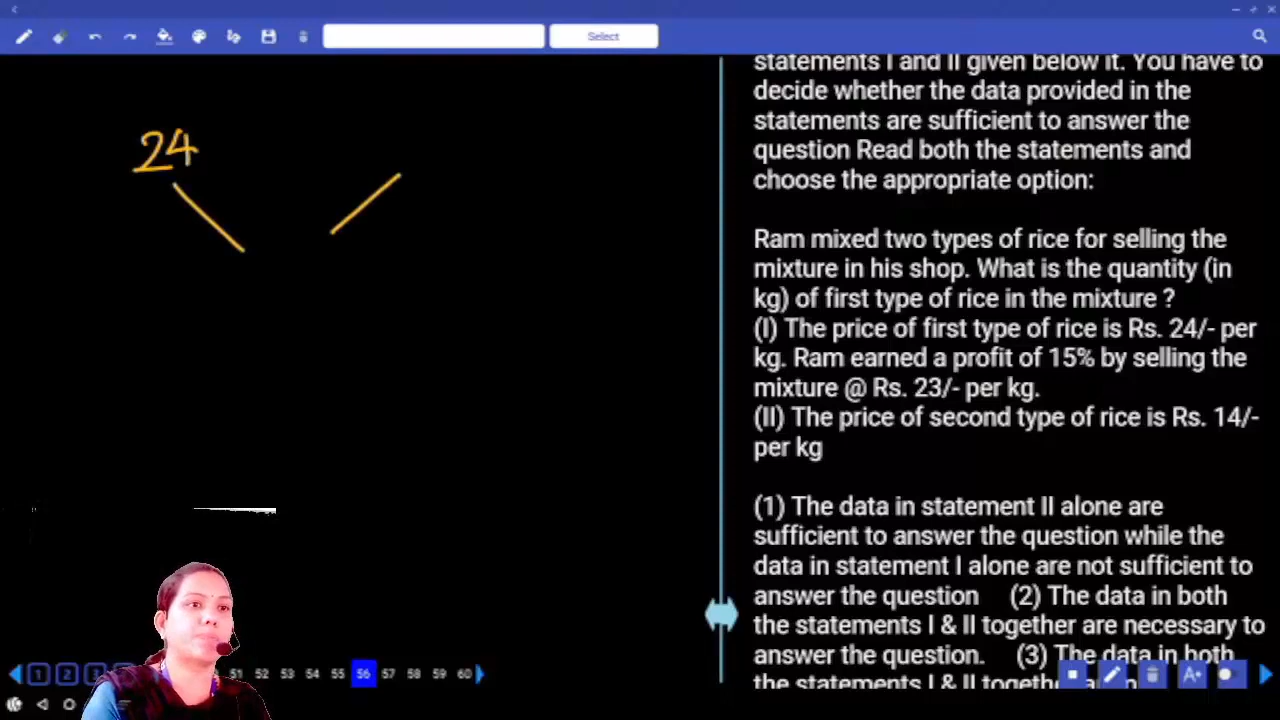 Select
24
statements I and II given below it. You have to
decide whether the data provided in the
statements are sufficient to answer the
question Read both the statements and
choose the appropriate option:
Ram mixed two types of rice for selling the
mixture in his shop. What is the quantity (in
kg) of first type of rice in the mixture ?
(I) The price of first type of rice is Rs. 24/- per
kg. Ram earned a profit of 15% by selling the
mixture @ Rs. 23/- per kg.
(II) The price of second type of rice is Rs. 14/-
per kg
(1) The data in statement II alone are
sufficient to answer the question while the
data in statement I alone are not sufficient to
answer the question (2) The data in both
the statements I & II together are necessary to
answer the question. (3) The data in both
the statements I & II
1 2 3 51 52 53 54 55 56 57 58 59 60
A+